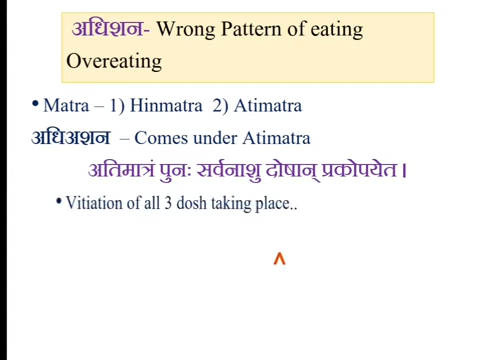 अधिशन- Wrong Pattern of eating
Overeating
• Matra – 1) Hinmatra 2) Atimatra
अधिअशन – Comes under Atimatra
अतिमात्रं पुनः सर्वनाशु दोषान् प्रकोपयेत ।
• Vitiation of all 3 dosh taking place..
^